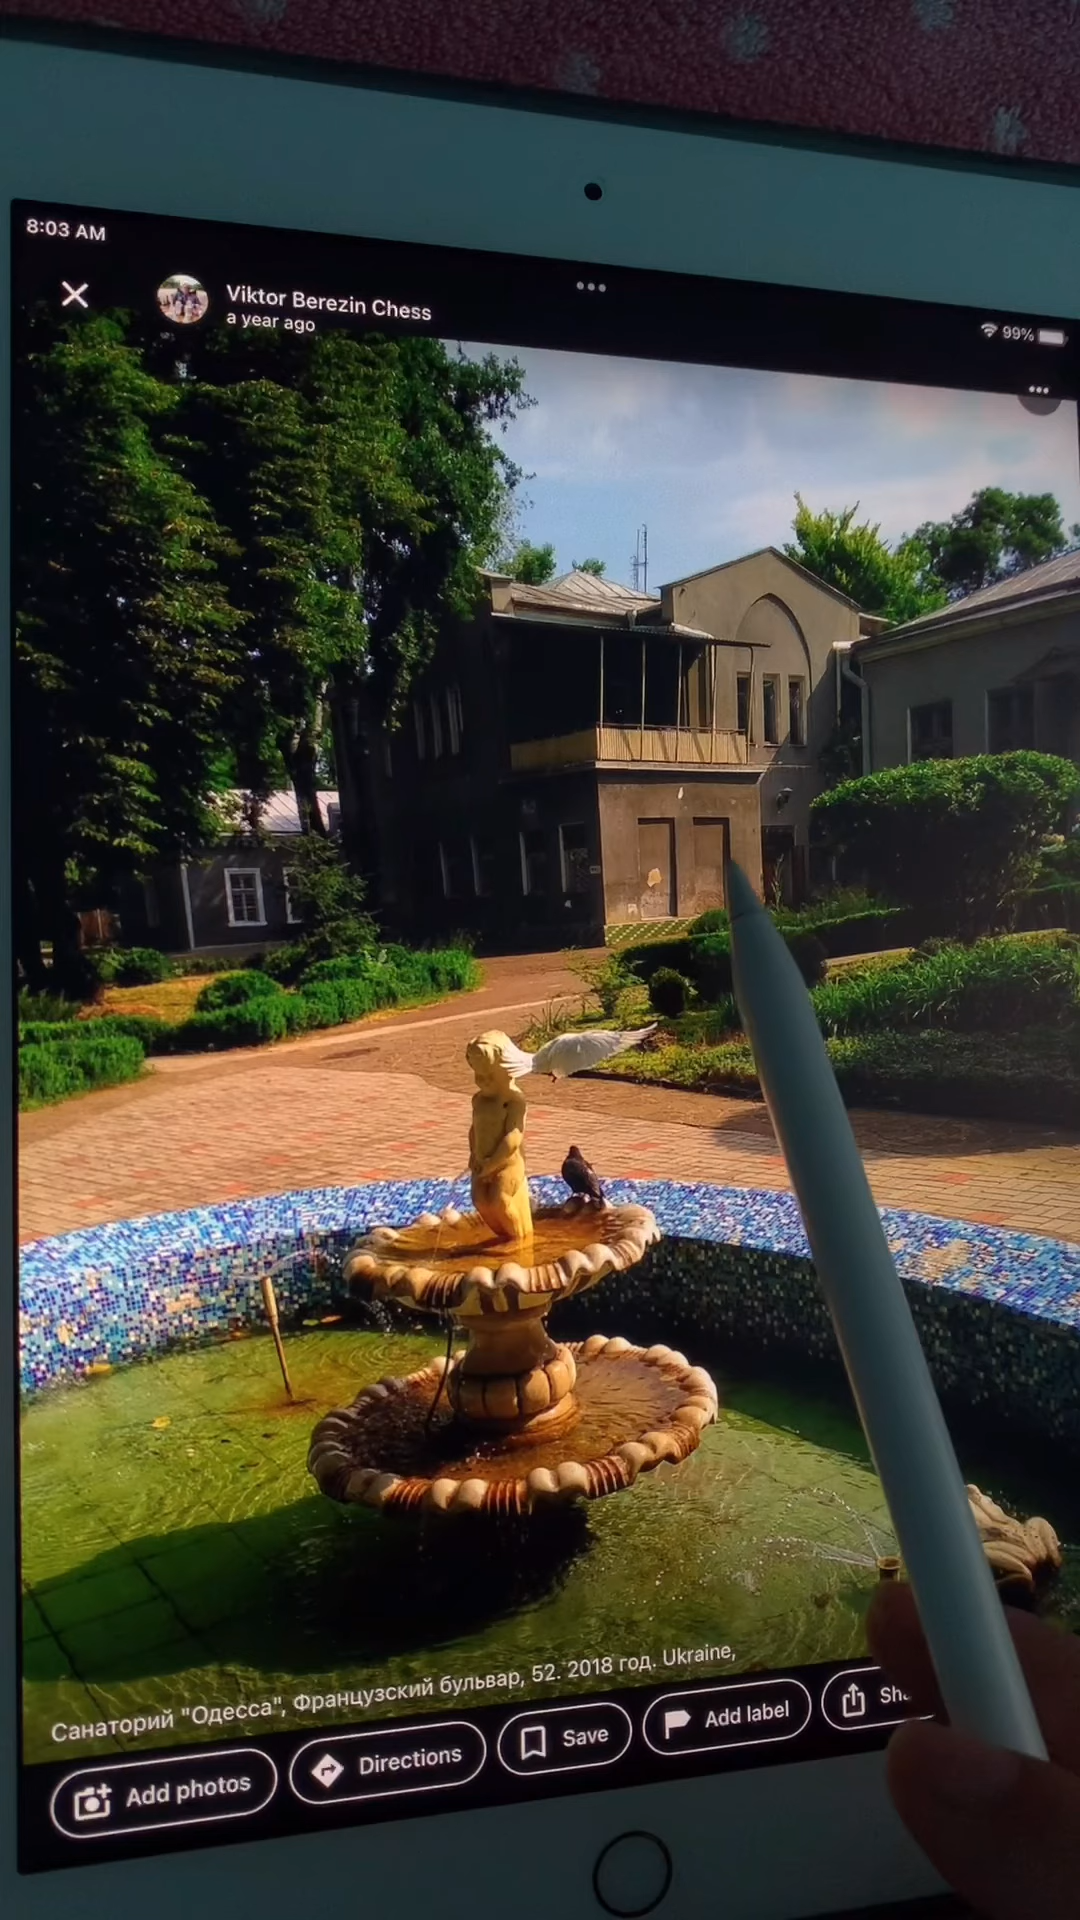 8:03 AM
Viktor Berezin Chess
a year ago
99%
Санаторий "Одесса", Французский бульвар, 52. 2018 год. Ukraine,
Add photos
Directions
Save
Add label